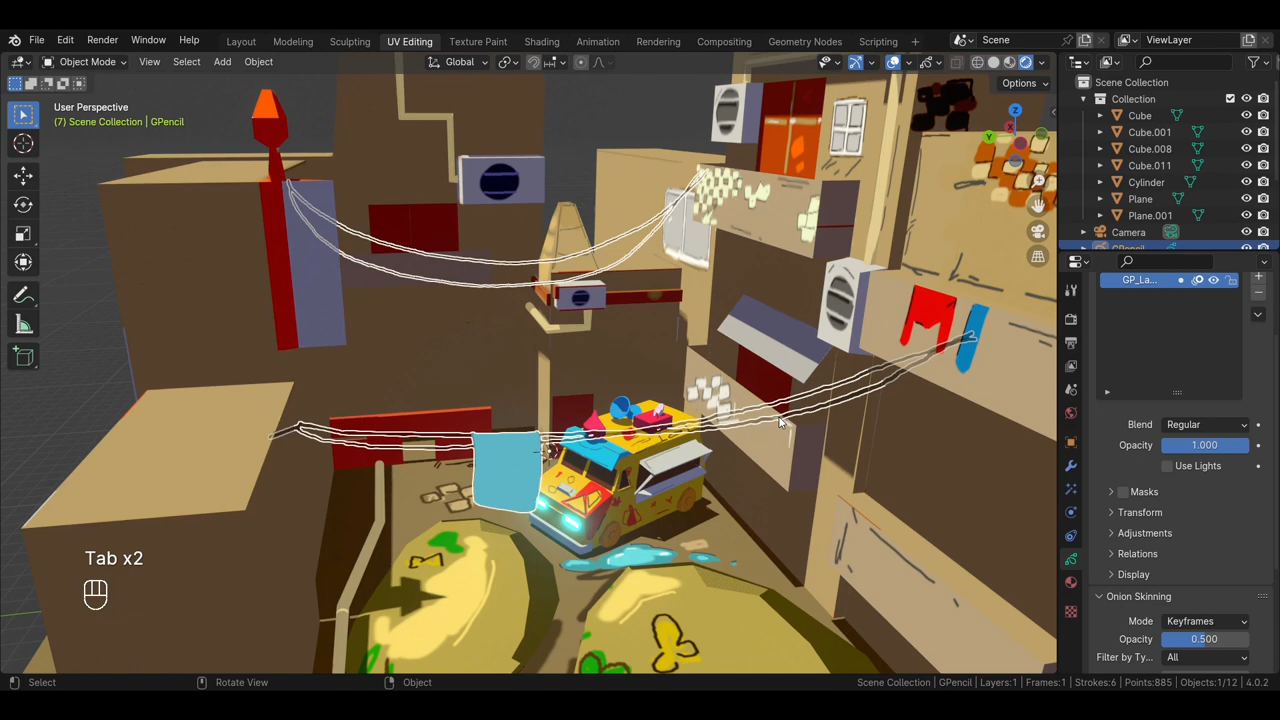 File Edit Render Window Help Layout Modeling Sculpting UV Editing Texture Paint Shading Animation Rendering Compositing Geometry Nodes Scripting + Scene ViewLayer
Object Mode View Select Add Object Global
Options
User Perspective
(7) Scene Collection | GPencil
Scene Collection
Collection
Cube
Cube.001
Cube.008
Cube.011
Cylinder
Plane
Plane.001
Camera
GPencil
GP_La...
Blend Regular
Opacity 1.000
Use Lights
Masks
Transform
Adjustments
Relations
Display
Onion Skinning
Mode Keyframes
Opacity 0.500
Filter by Ty... All
Z
Y
X
Tab x2
Select Rotate View Object Scene Collection | GPencil | Layers:1 | Frames:1 | Strokes:6 | Points:885 | Objects:1/12 | 4.0.2